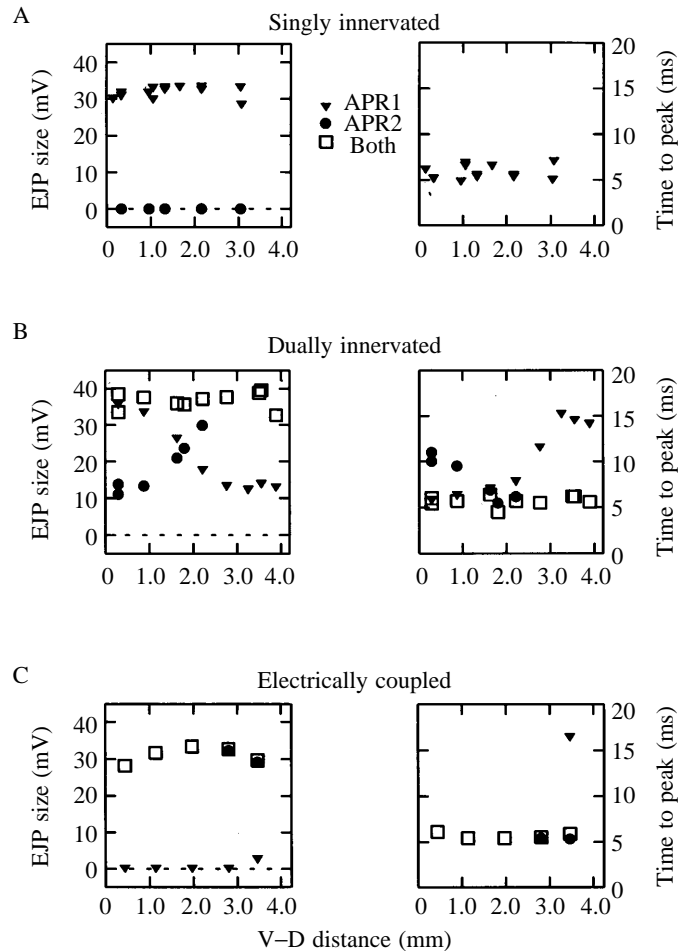 A
Singly innervated
EJP size (mV)
40
30
20
10
0
0 1.0 2.0 3.0 4.0
APR1
APR2
Both
20
15
10
5
0
Time to peak (ms)
0 1.0 2.0 3.0 4.0
B
Dually innervated
EJP size (mV)
40
30
20
10
0
0 1.0 2.0 3.0 4.0
20
15
10
5
0
Time to peak (ms)
0 1.0 2.0 3.0 4.0
C
Electrically coupled
EJP size (mV)
40
30
20
10
0
0 1.0 2.0 3.0 4.0
20
15
10
5
0
Time to peak (ms)
0 1.0 2.0 3.0 4.0
V–D distance (mm)